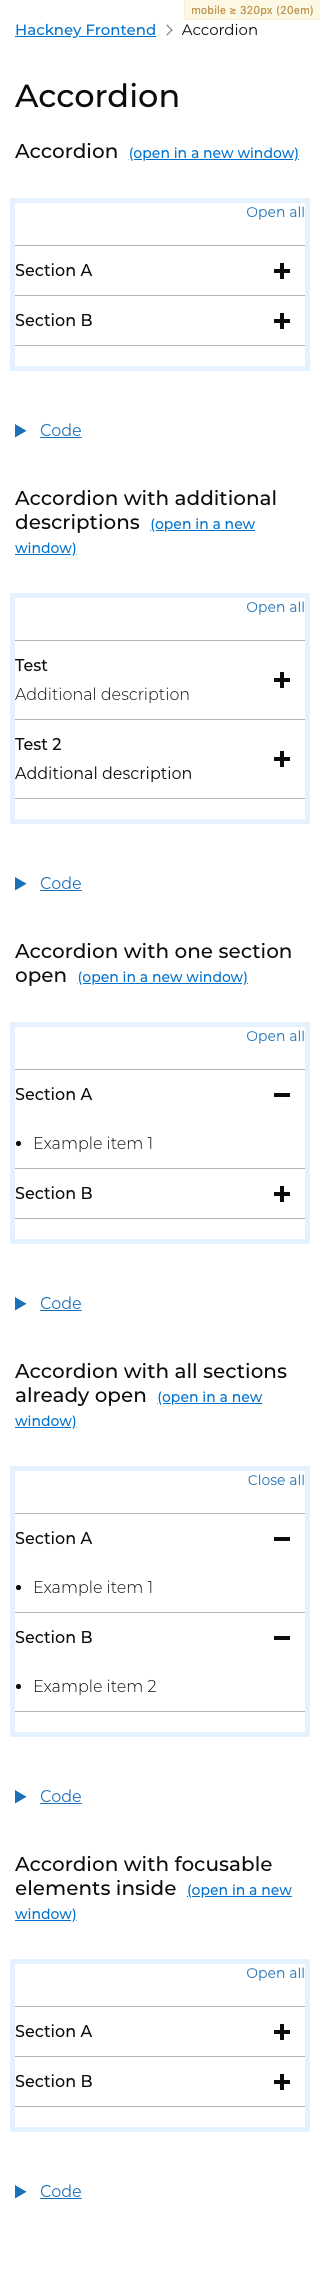 mobile ≥ 320px (20em)
Hackney Frontend > Accordion
Accordion
Accordion (open in a new window)
Open all
Section A
Section B
Code
Accordion with additional
descriptions (open in a new
window)
Open all
Test
Additional description
Test 2
Additional description
Code
Accordion with one section
open (open in a new window)
Open all
Section A
• Example item 1
Section B
Code
Accordion with all sections
already open (open in a new
window)
Close all
Section A
• Example item 1
Section B
• Example item 2
Code
Accordion with focusable
elements inside (open in a new
window)
Open all
Section A
Section B
Code